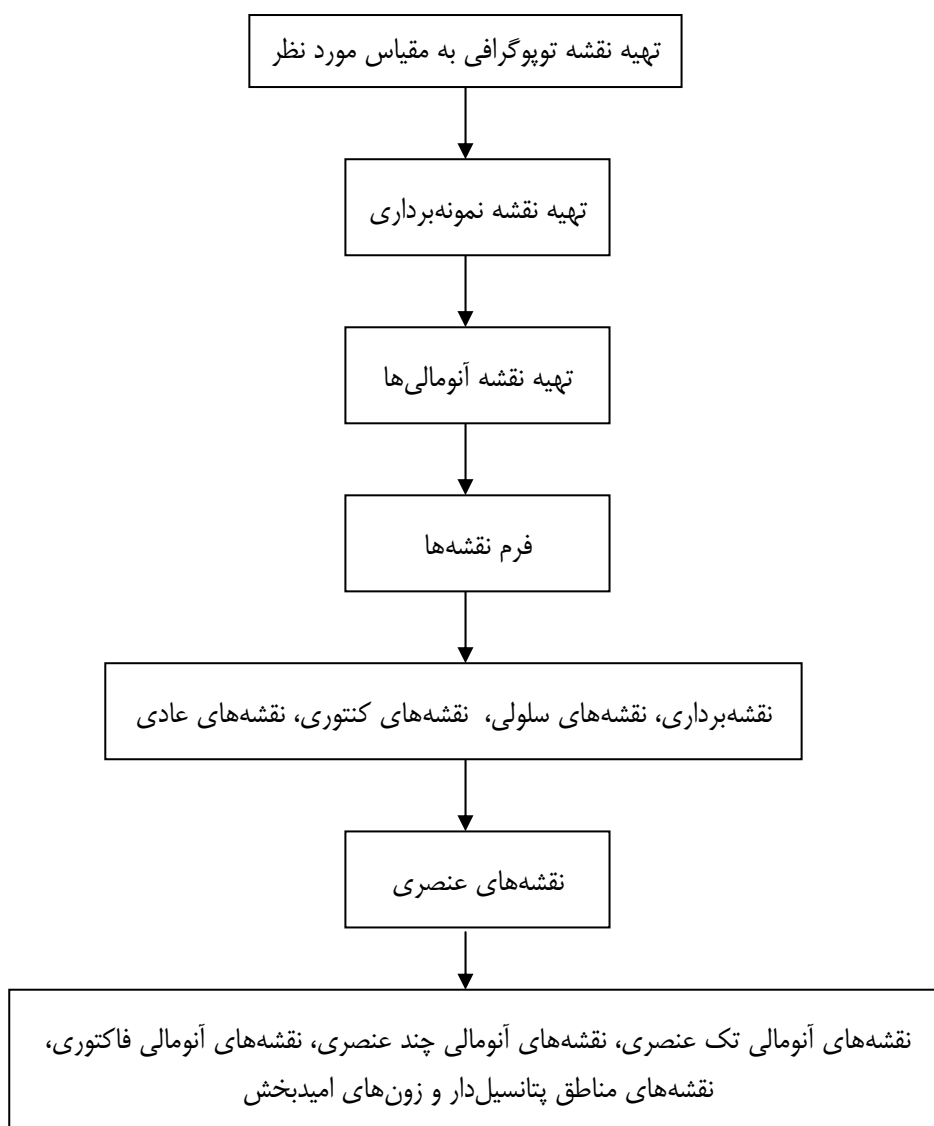 تهیه نقشه توپوگرافی به مقیاس مورد نظر
تهیه نقشه نمونه‌برداری
تهیه نقشه آنومالی‌ها
فرم نقشه‌ها
نقشه‌برداری، نقشه‌های سلولی، نقشه‌های کنتوری، نقشه‌های عادی
نقشه‌های عنصری
نقشه‌های آنومالی تک عنصری، نقشه‌های آنومالی چند عنصری، نقشه‌های آنومالی فاکتوری،
نقشه‌های مناطق پتانسیل‌دار و زون‌های امیدبخش